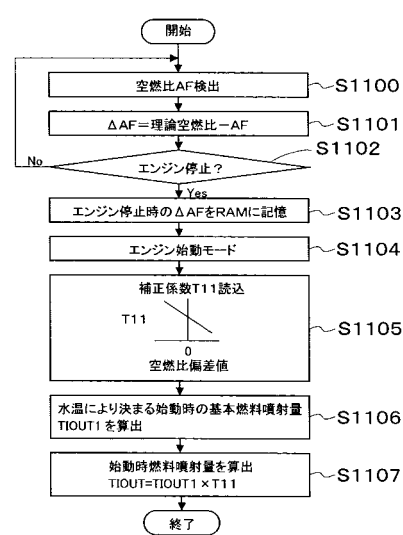 開始
空燃比AF検出
S1100
ΔAF=理論空燃比-AF
S1101
エンジン停止?
S1102
No
Yes
エンジン停止時のΔAFをRAMに記憶
S1103
エンジン始動モード
S1104
補正係数T11読込
T11
0
空燃比偏差値
S1105
水温により決まる始動時の基本燃料噴射量
TIOUT1を算出
S1106
始動時燃料噴射量を算出
TIOUT=TIOUT1×T11
S1107
終了